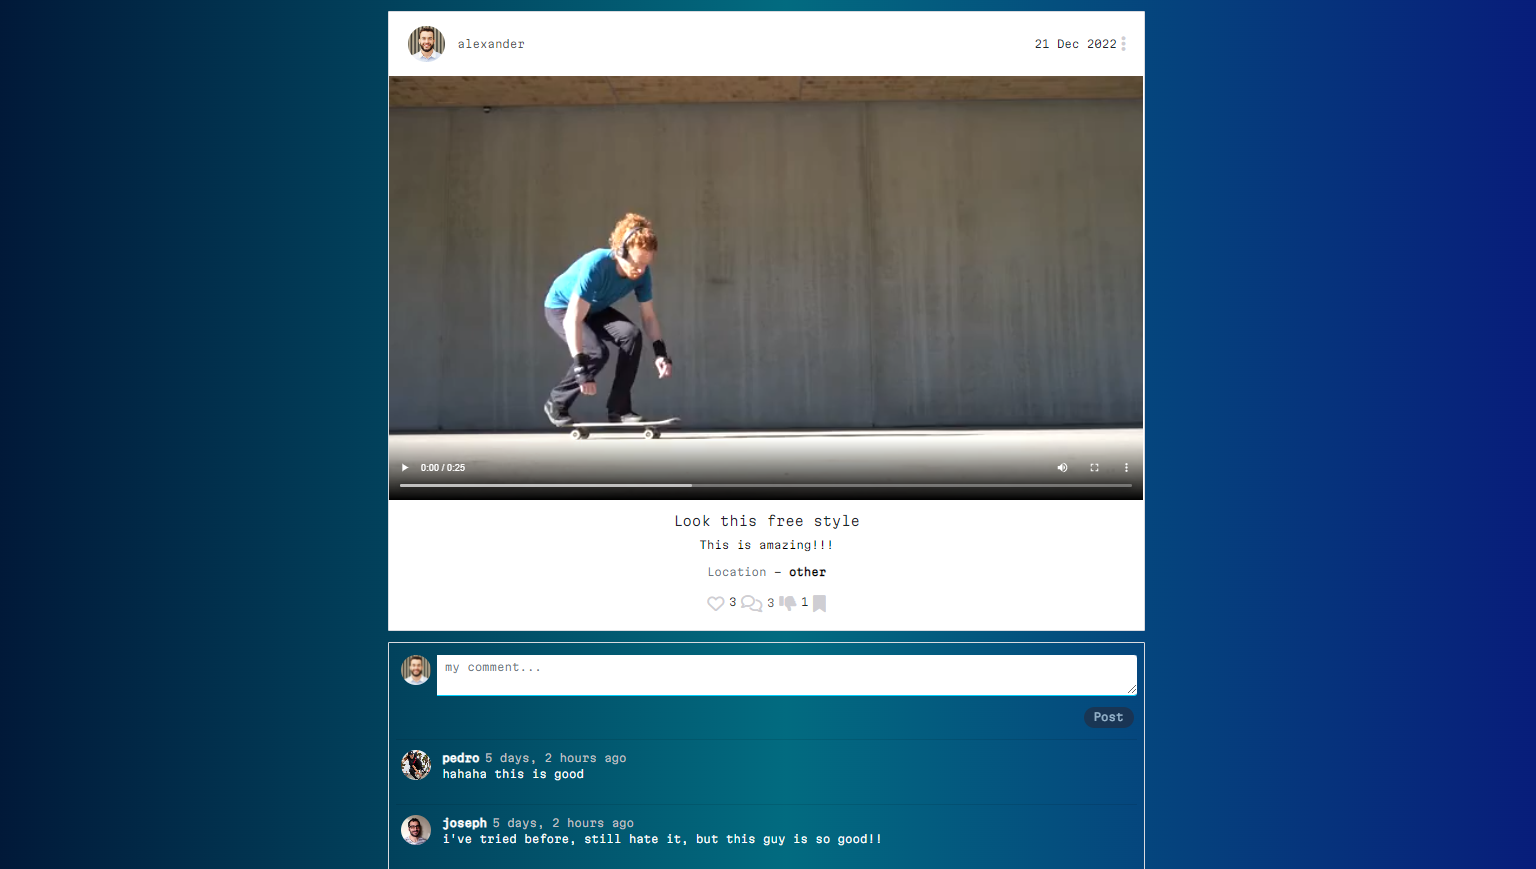 alexander
21 Dec 2022
0:00 / 0:25
Look this free style
This is amazing!!!
Location - other
3 3 1
my comment...
Post
pedro 5 days, 2 hours ago
hahaha this is good
joseph 5 days, 2 hours ago
i've tried before, still hate it, but this guy is so good!!